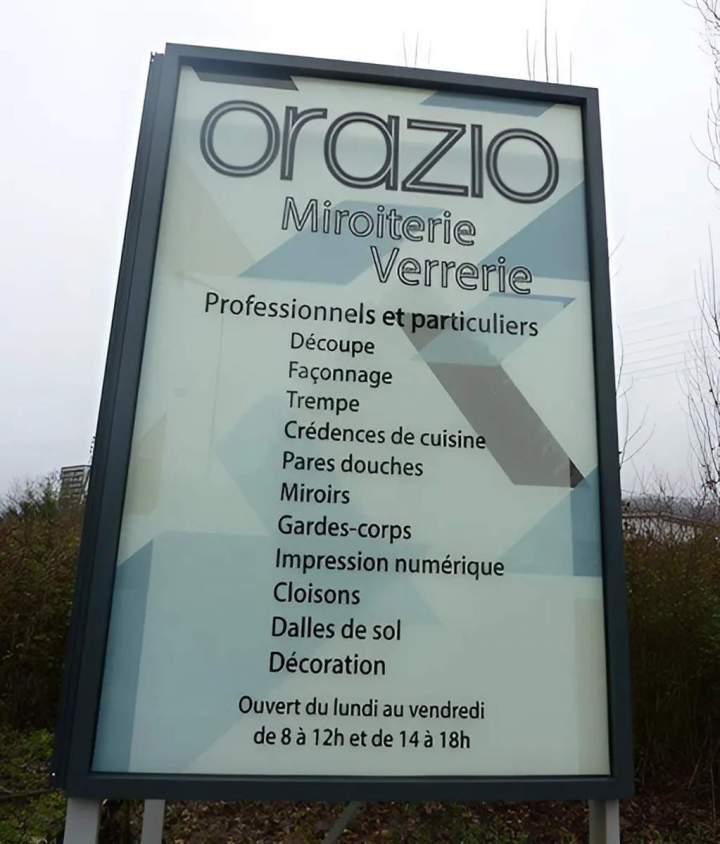 orazio
Miroiterie
Verrerie
Professionnels et particuliers
Découpe
Façonnage
Trempe
Crédences de cuisine
Pares douches
Miroirs
Gardes-corps
Impression numérique
Cloisons
Dalles de sol
Décoration
Ouvert du lundi au vendredi
de 8 à 12h et de 14 à 18h